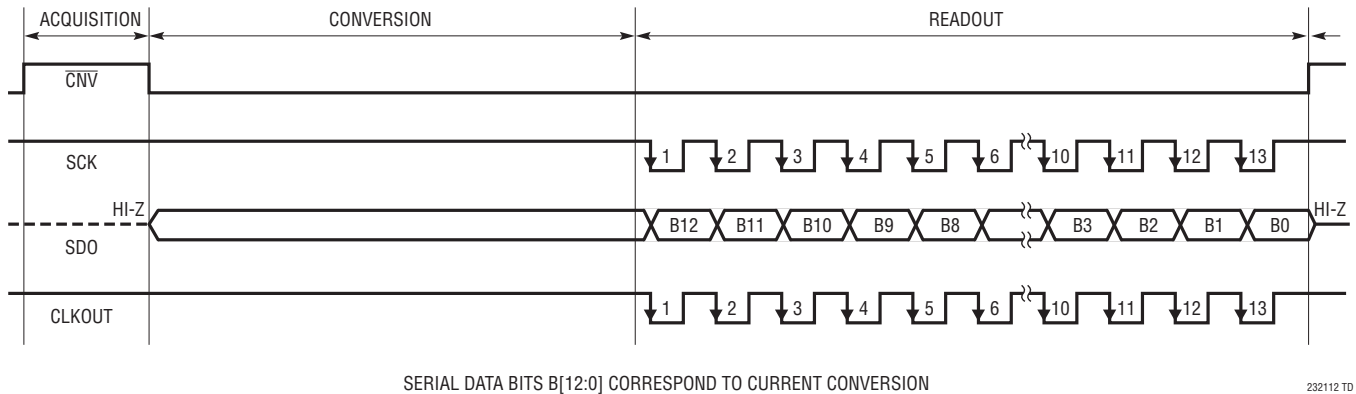 ACQUISITION CONVERSION READOUT
CNV
SCK 1 2 3 4 5 6 10 11 12 13
HI-Z B12 B11 B10 B9 B8 B3 B2 B1 B0 HI-Z
SDO
CLKOUT 1 2 3 4 5 6 10 11 12 13
SERIAL DATA BITS B[12:0] CORRESPOND TO CURRENT CONVERSION
232112 TD